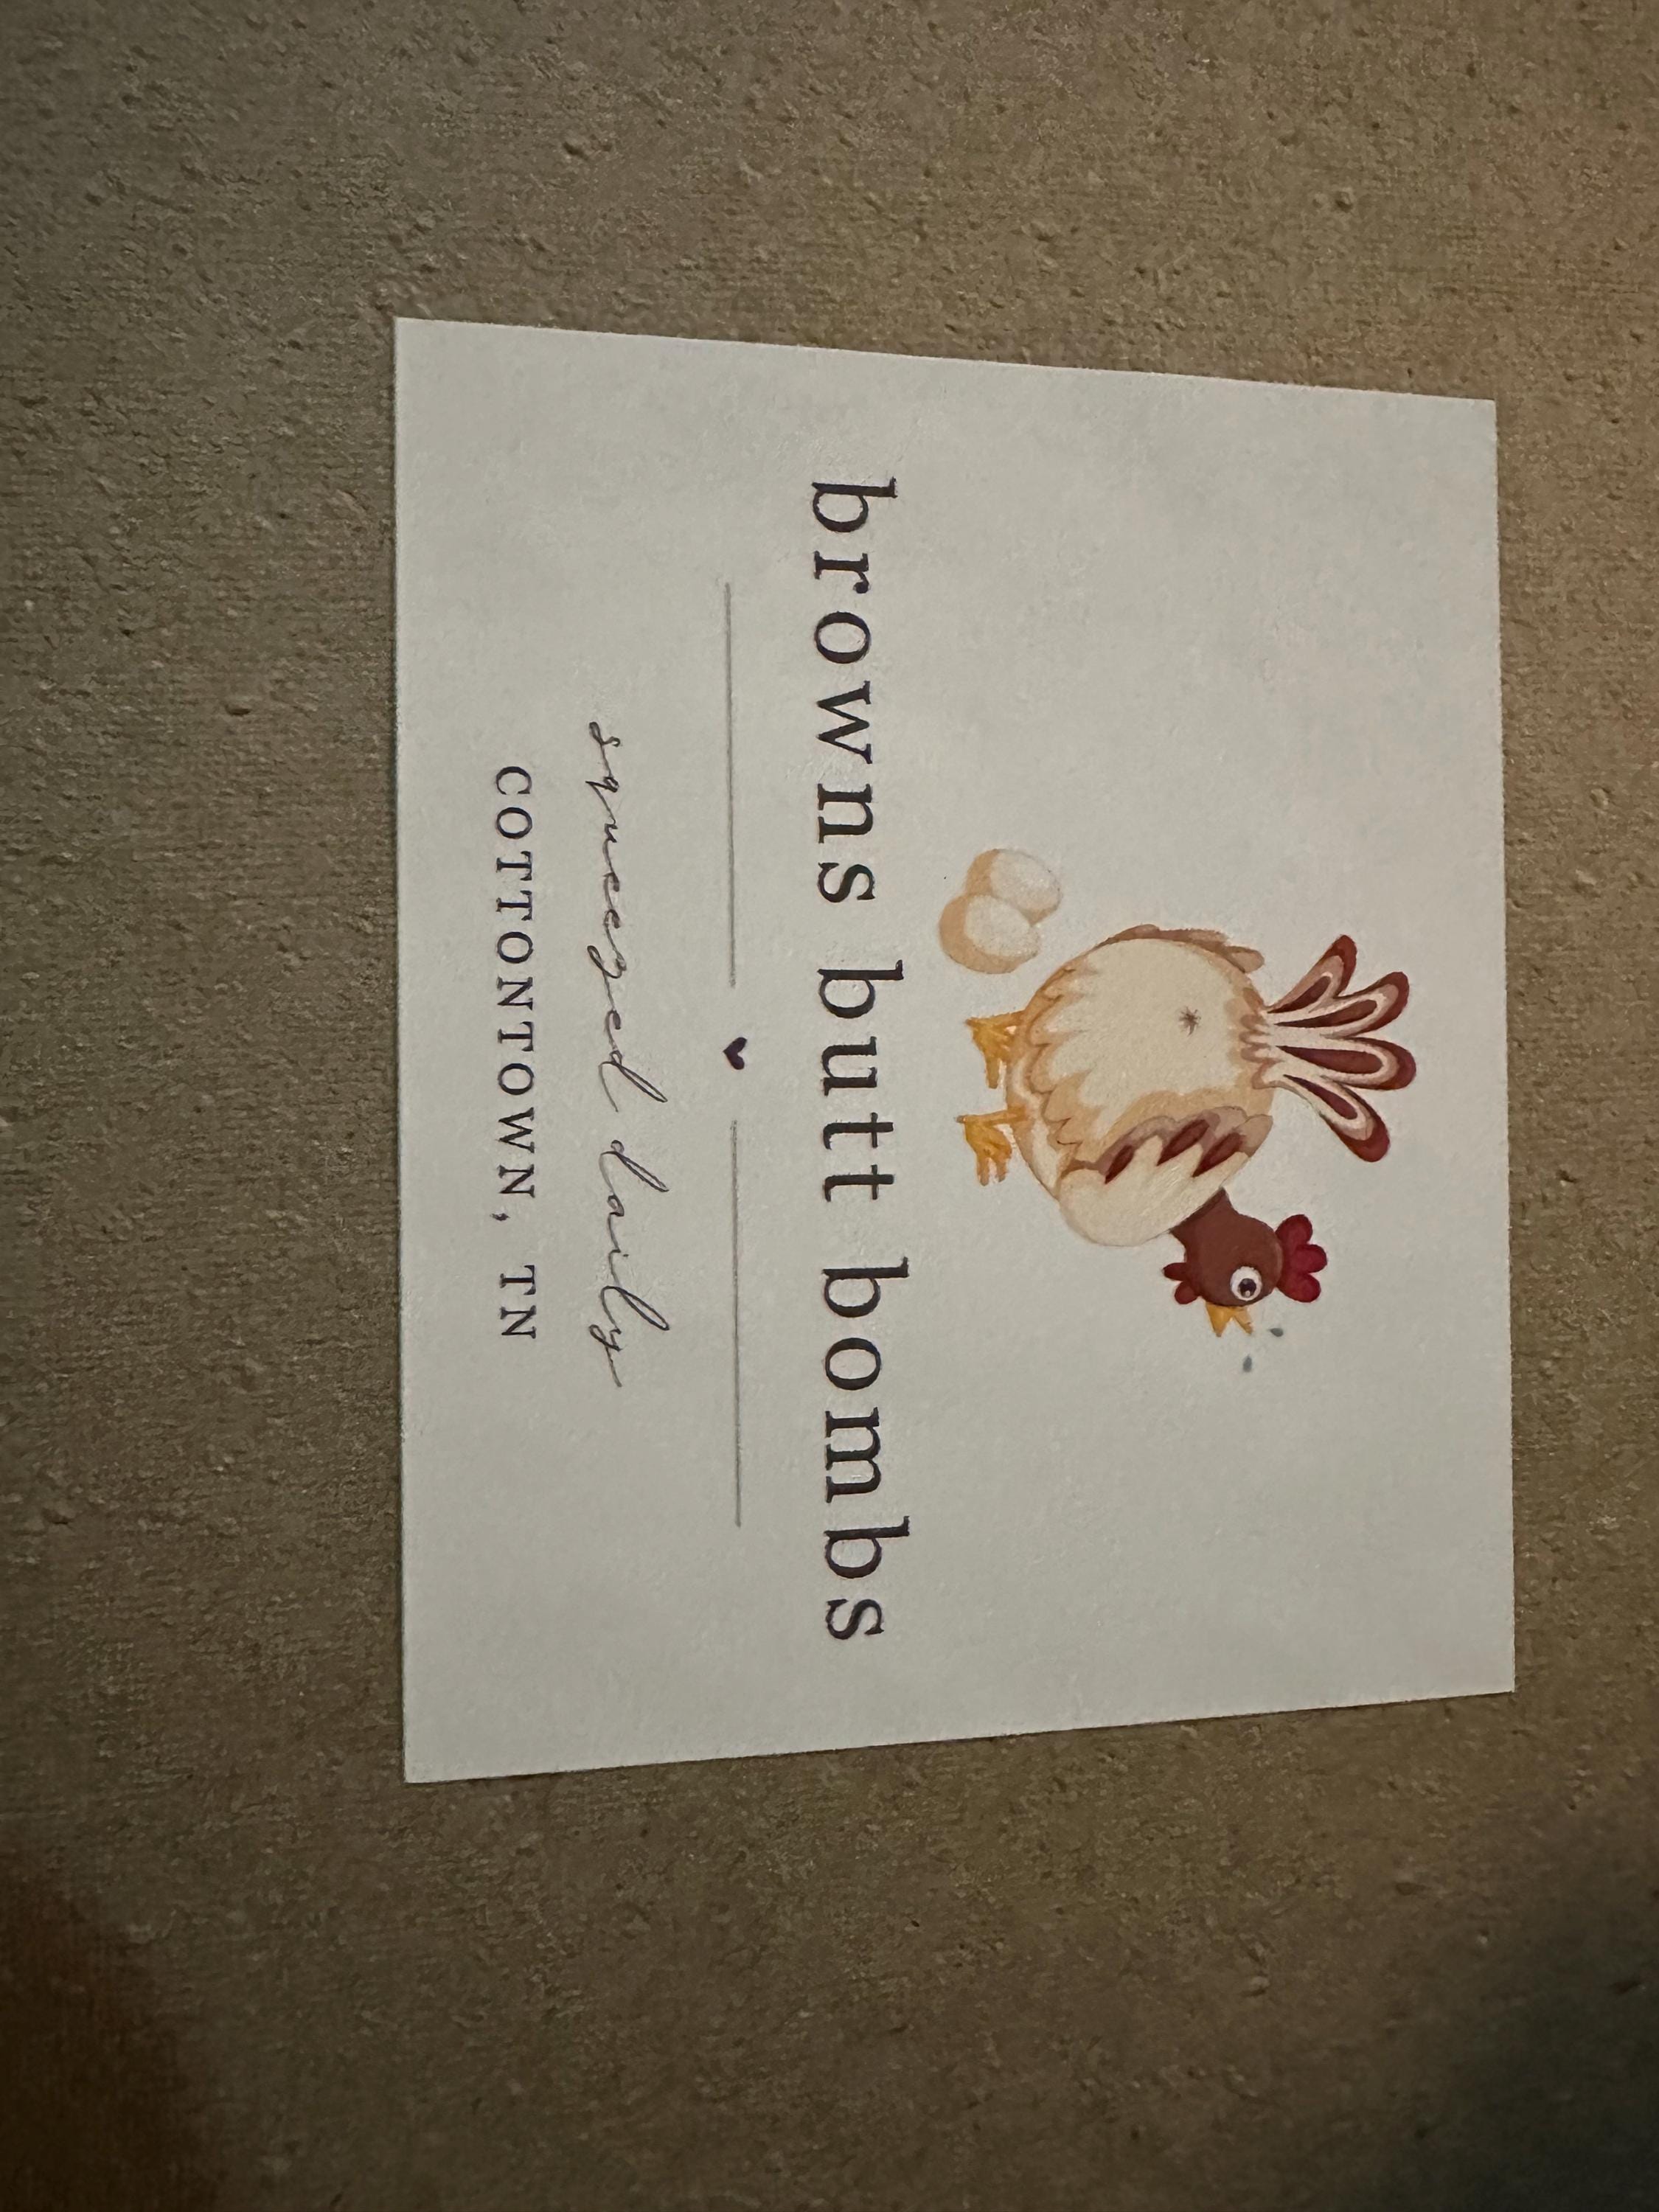 browns butt bombs
squeezed daily
COTTONTOWN, TN